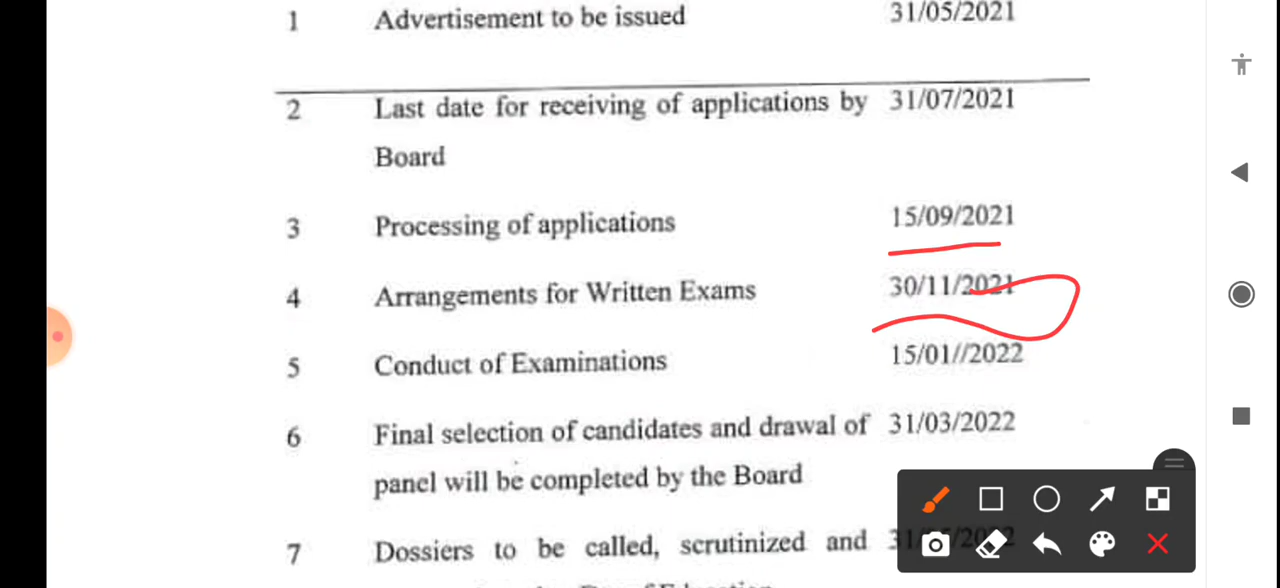 1 Advertisement to be issued 31/05/2021
2 Last date for receiving of applications by 31/07/2021
Board
3 Processing of applications 15/09/2021
4 Arrangements for Written Exams 30/11/2021
5 Conduct of Examinations 15/01//2022
6 Final selection of candidates and drawal of 31/03/2022
panel will be completed by the Board
7 Dossiers to be called, scrutinized and